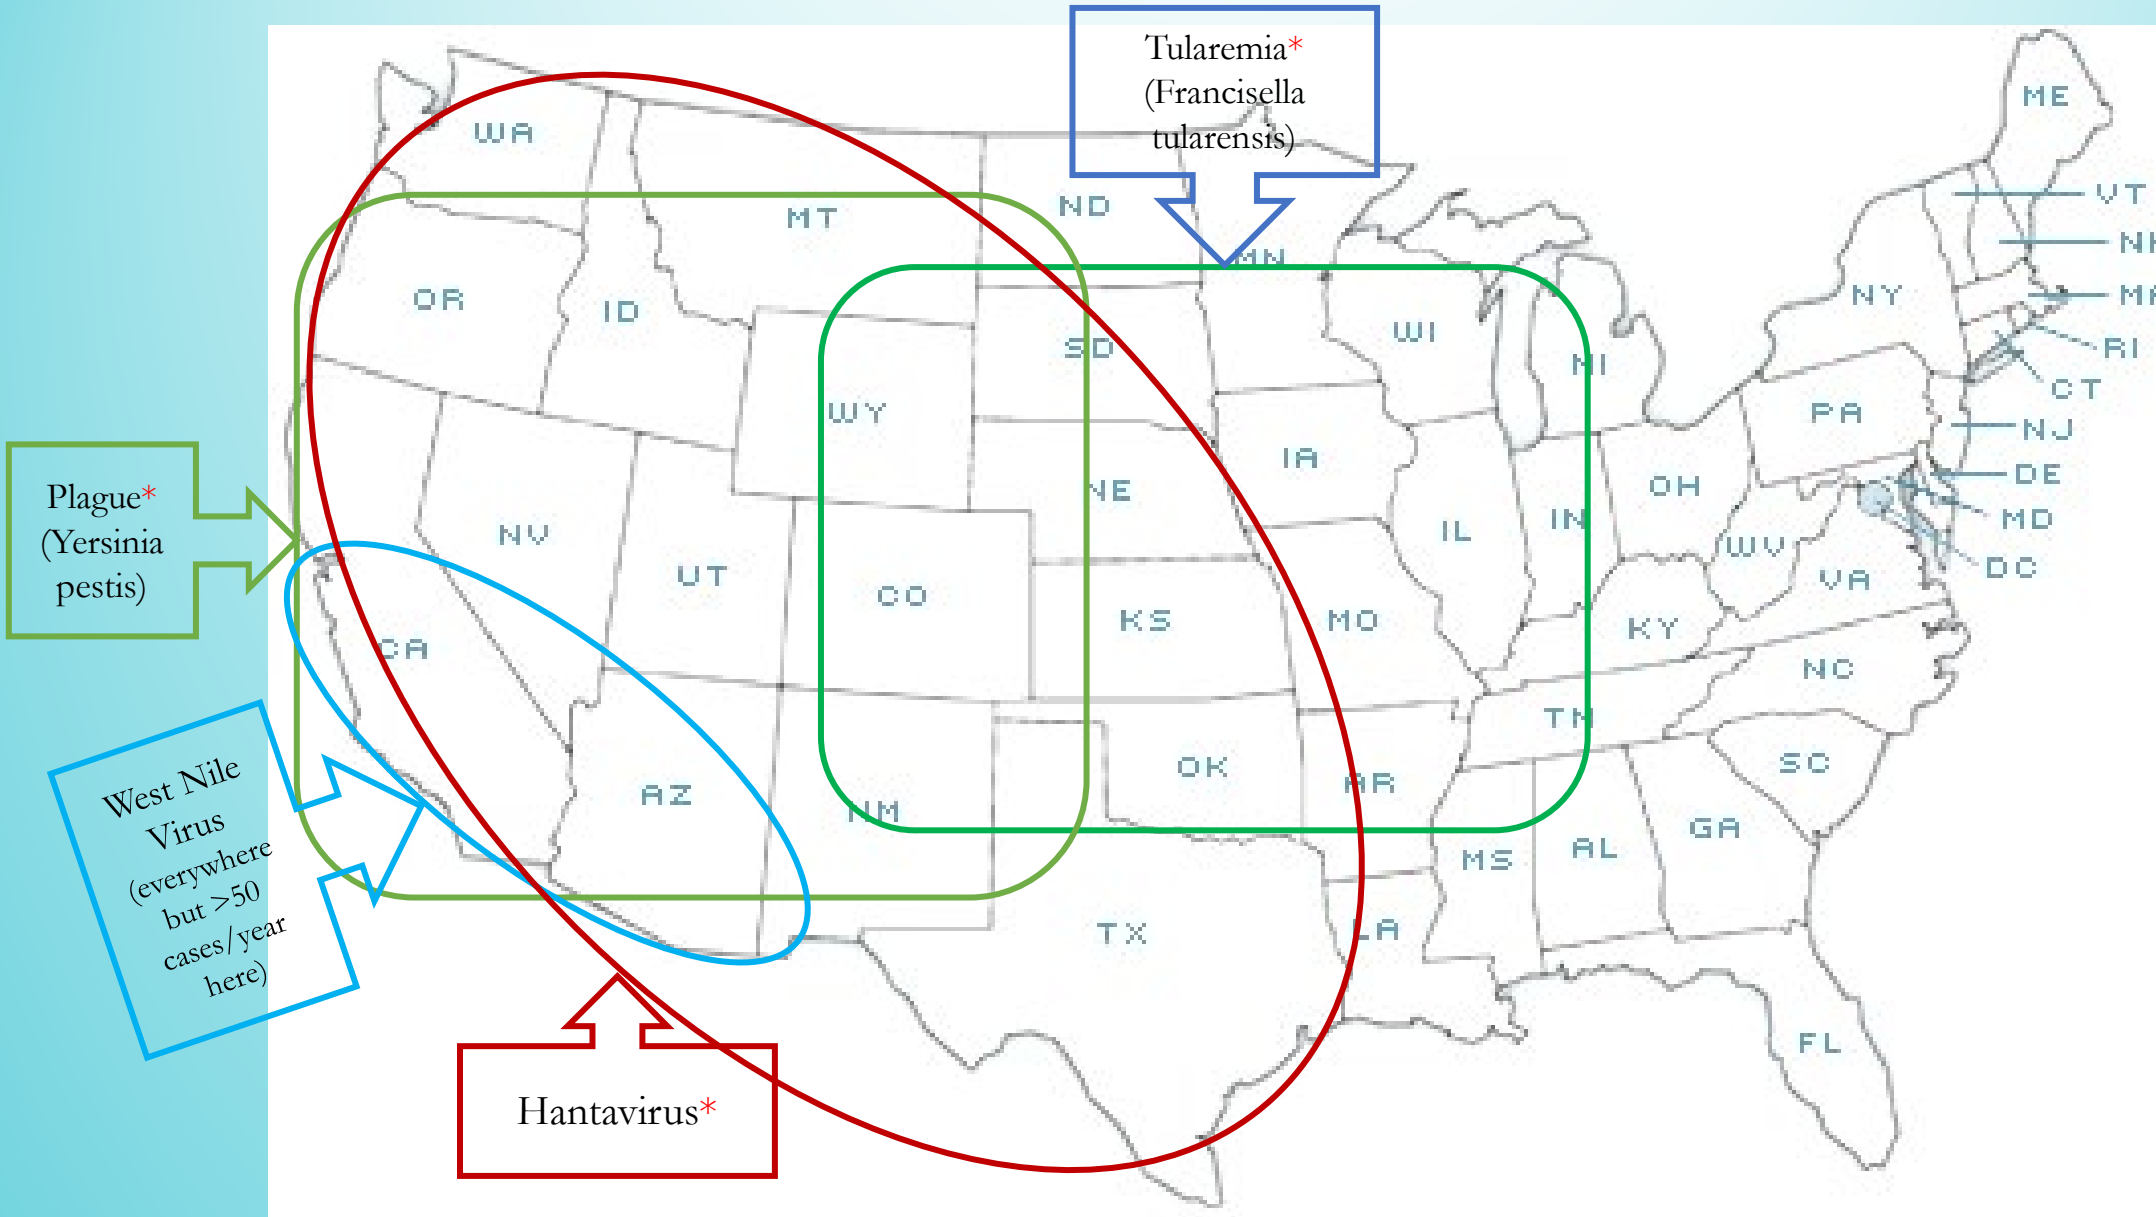 Tularemia*
(Francisella
tularensis)
Plague*
(Yersinia
pestis)
West Nile
Virus
(everywhere
but >50
cases/year
here)
Hantavirus*
WA
OR
ID
MT
ND
MN
SD
WY
NE
IA
WI
MI
NV
UT
CO
KS
MO
IL
IN
OH
KY
WV
VA
PA
NY
ME
VT
NH
MA
RI
CT
NJ
DE
MD
DC
CA
AZ
NM
OK
AR
TN
NC
SC
GA
AL
MS
LA
TX
FL